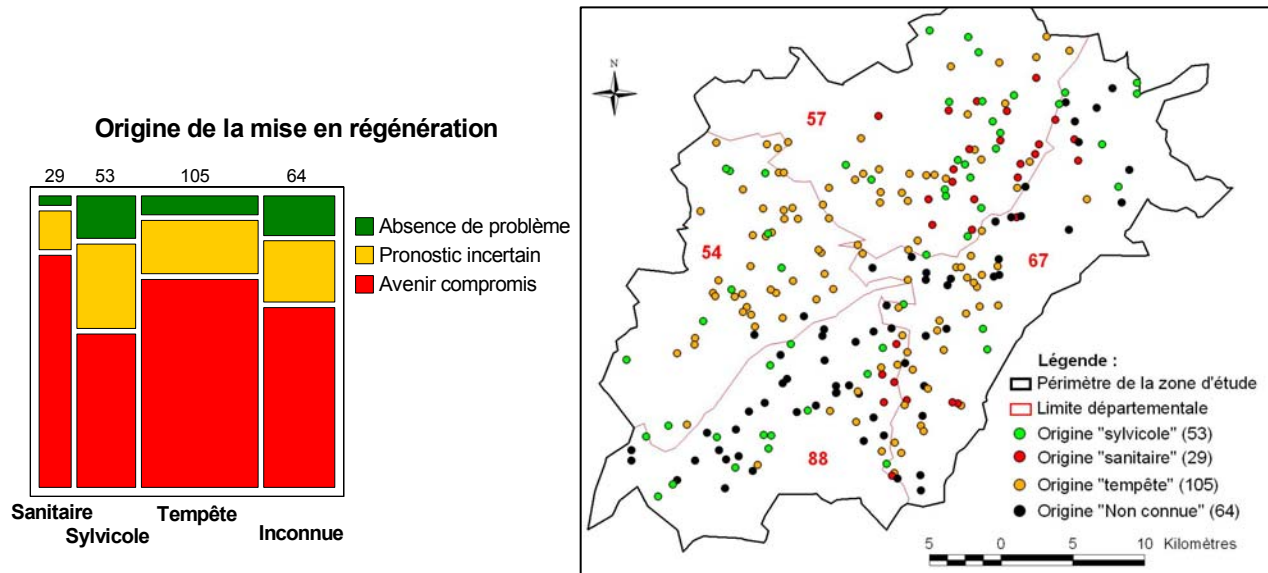 Origine de la mise en régénération
29 53 105 64
Absence de problème
Pronostic incertain
Avenir compromis
Sanitaire
Sylvicole
Tempête
Inconnue
N
57
54
67
88
Légende :
Périmètre de la zone d'étude
Limite départementale
Origine "sylvicole" (53)
Origine "sanitaire" (29)
Origine "tempête" (105)
Origine "Non connue" (64)
5 0 5 10 Kilomètres